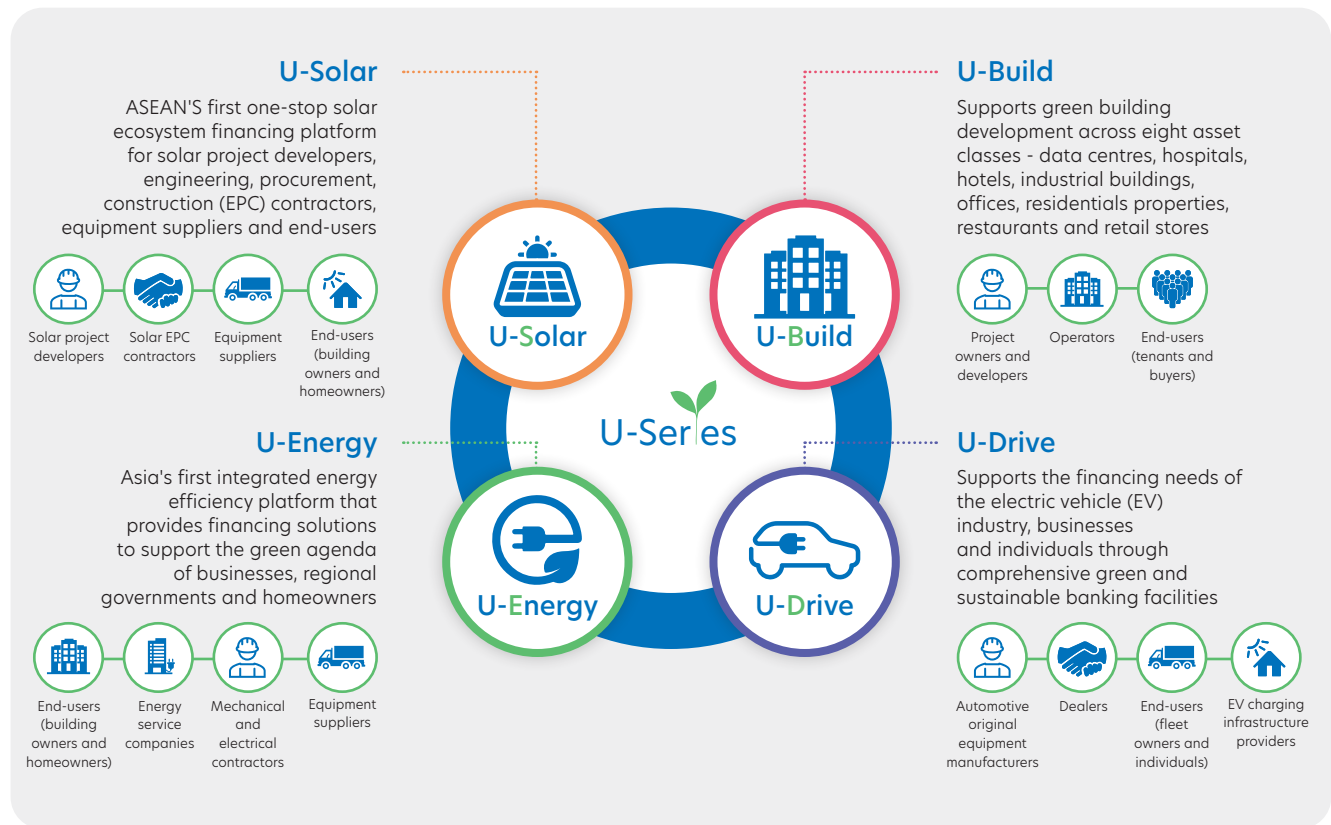 U-Solar
ASEAN'S first one-stop solar
ecosystem financing platform
for solar project developers,
engineering, procurement,
construction (EPC) contractors,
equipment suppliers and end-users
Solar project
developers
Solar EPC
contractors
Equipment
suppliers
End-users
(building
owners and
homeowners)
U-Build
Supports green building
development across eight asset
classes - data centres, hospitals,
hotels, industrial buildings,
offices, residentials properties,
restaurants and retail stores
Project
owners and
developers
Operators
End-users
(tenants and
buyers)
U-Solar
U-Build
U-Series
U-Energy
U-Drive
U-Energy
Asia's first integrated energy
efficiency platform that
provides financing solutions
to support the green agenda
of businesses, regional
governments and homeowners
End-users
(building
owners and
homeowners)
Energy
service
companies
Mechanical
and
electrical
contractors
Equipment
suppliers
U-Drive
Supports the financing needs of
the electric vehicle (EV)
industry, businesses
and individuals through
comprehensive green and
sustainable banking facilities
Automotive
original
equipment
manufacturers
Dealers
End-users
(fleet
owners and
individuals)
EV charging
infrastructure
providers